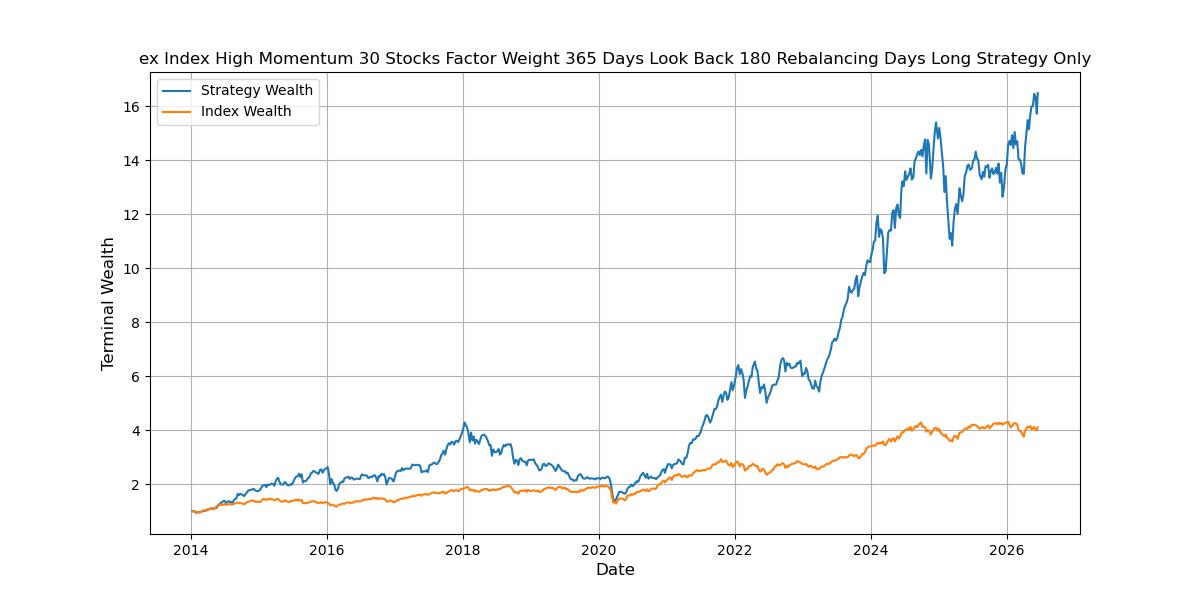 ex Index High Momentum 30 Stocks Factor Weight 365 Days Look Back 180 Rebalancing Days Long Strategy Only
Strategy Wealth
Index Wealth
Terminal Wealth
16
14
12
10
8
6
4
2
2014 2016 2018 2020 2022 2024 2026
Date